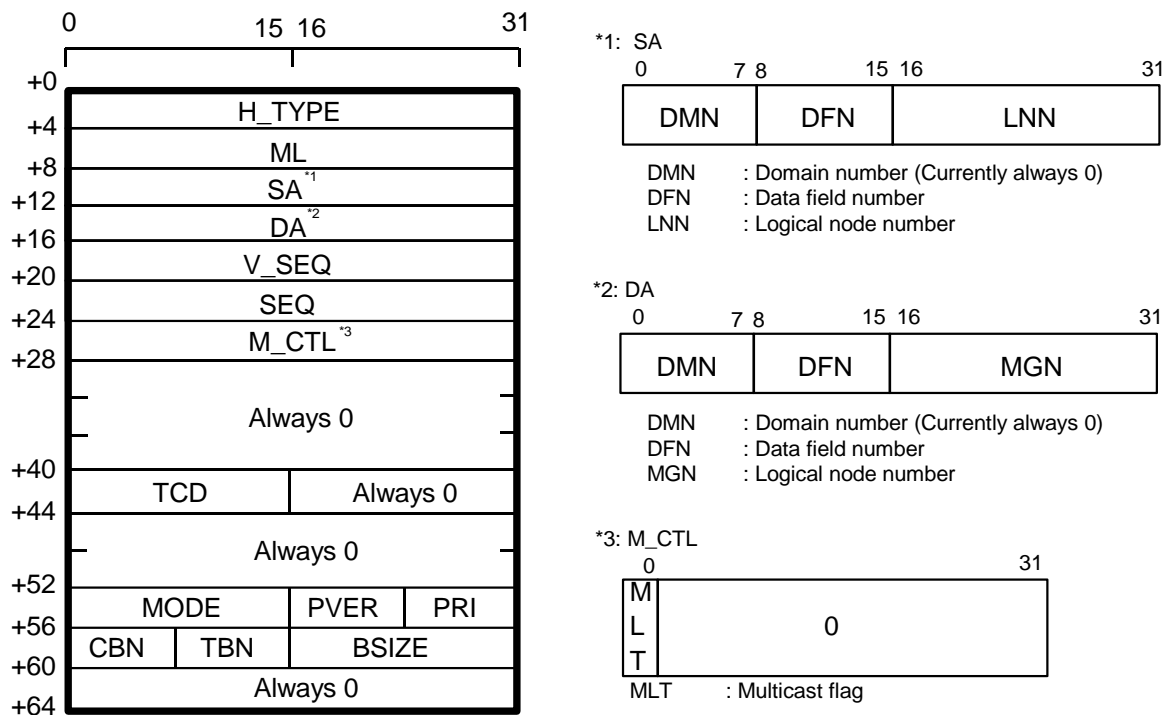 0 15 16 31
+0
H_TYPE
+4
ML
+8
SA*1
+12
DA*2
+16
V_SEQ
+20
SEQ
+24
M_CTL*3
+28
Always 0
+40
TCD Always 0
+44
Always 0
+52
MODE PVER PRI
+56
CBN TBN BSIZE
+60
Always 0
+64
*1: SA
0 7 8 15 16 31
DMN DFN LNN
DMN : Domain number (Currently always 0)
DFN : Data field number
LNN : Logical node number
*2: DA
0 7 8 15 16 31
DMN DFN MGN
DMN : Domain number (Currently always 0)
DFN : Data field number
MGN : Logical node number
*3: M_CTL
0 31
M
L
T
0
MLT : Multicast flag